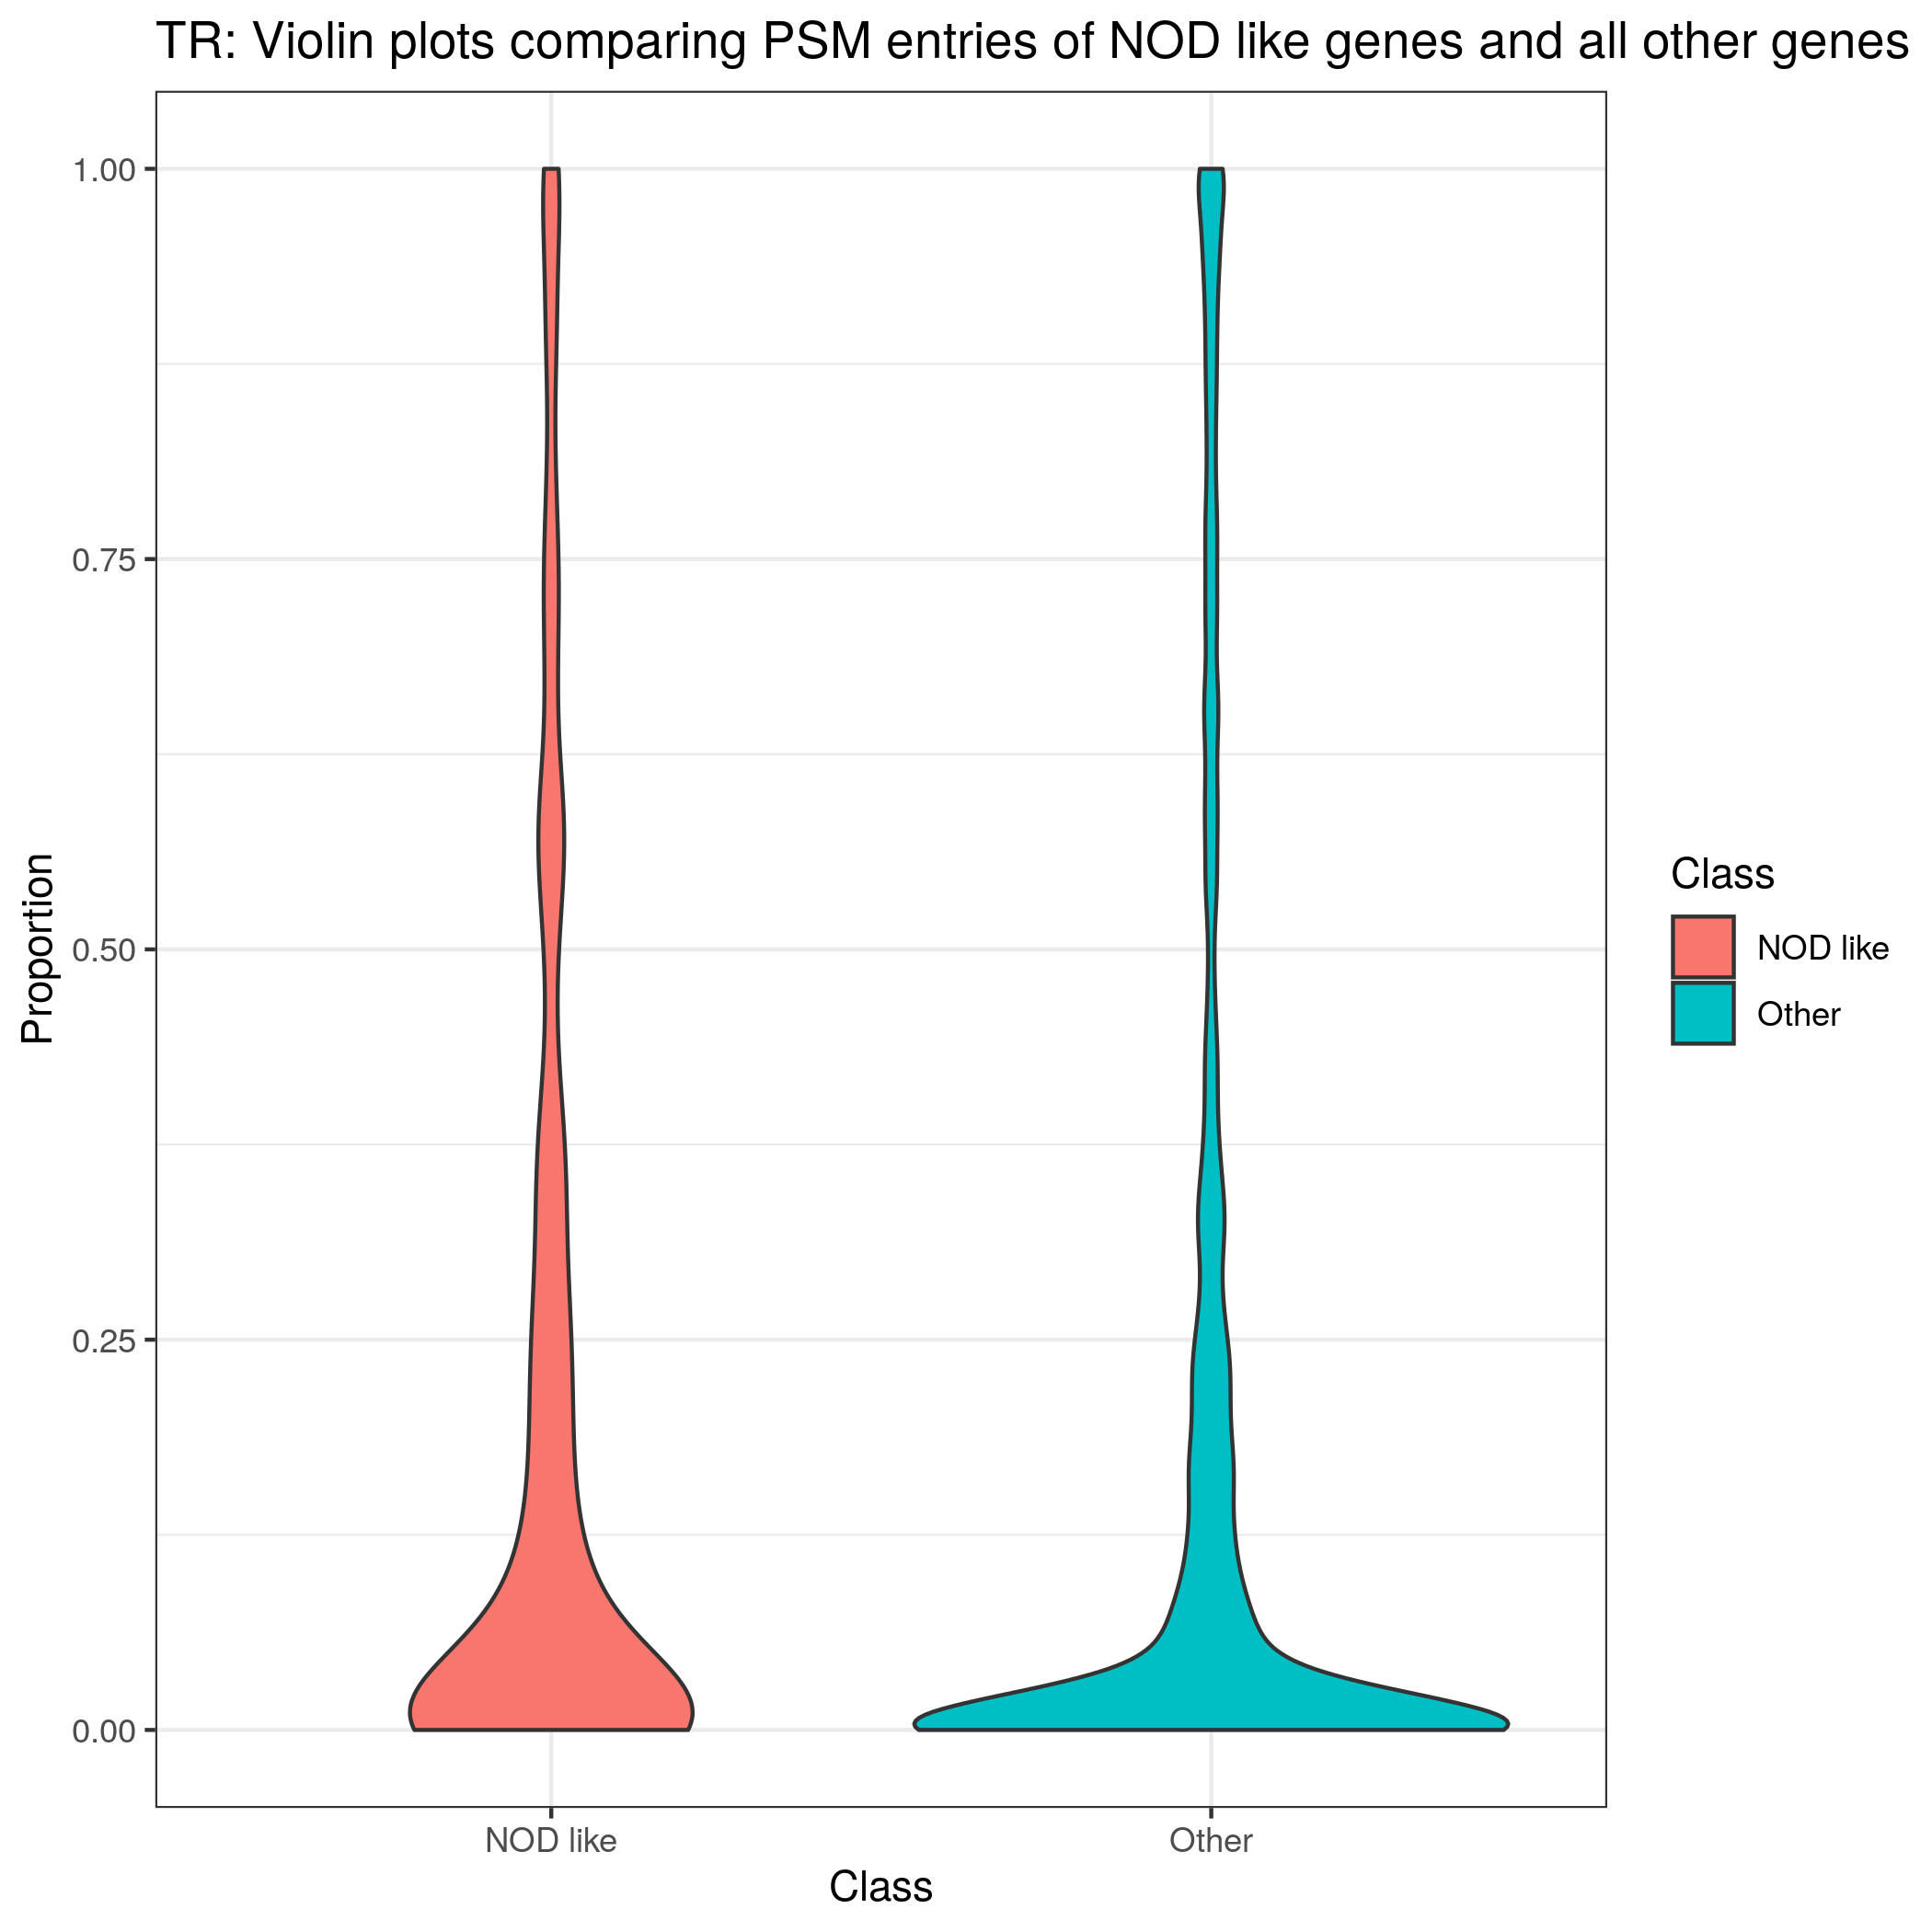 TR: Violin plots comparing PSM entries of NOD like genes and all other genes
1.00
0.75
0.50
0.25
0.00
Proportion
NOD like
Other
Class
Class
NOD like
Other